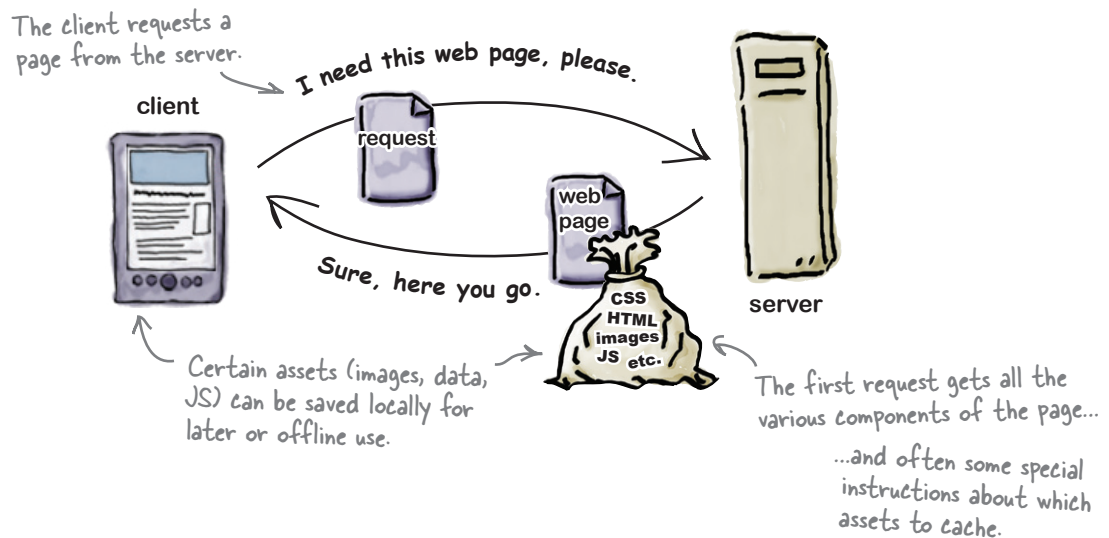 The client requests a
page from the server.
I need this web page, please.
client
request
web
page
Sure, here you go.
CSS
HTML
images
JS etc.
server
Certain assets (images, data,
JS) can be saved locally for
later or offline use.
The first request gets all the
various components of the page...
...and often some special
instructions about which
assets to cache.